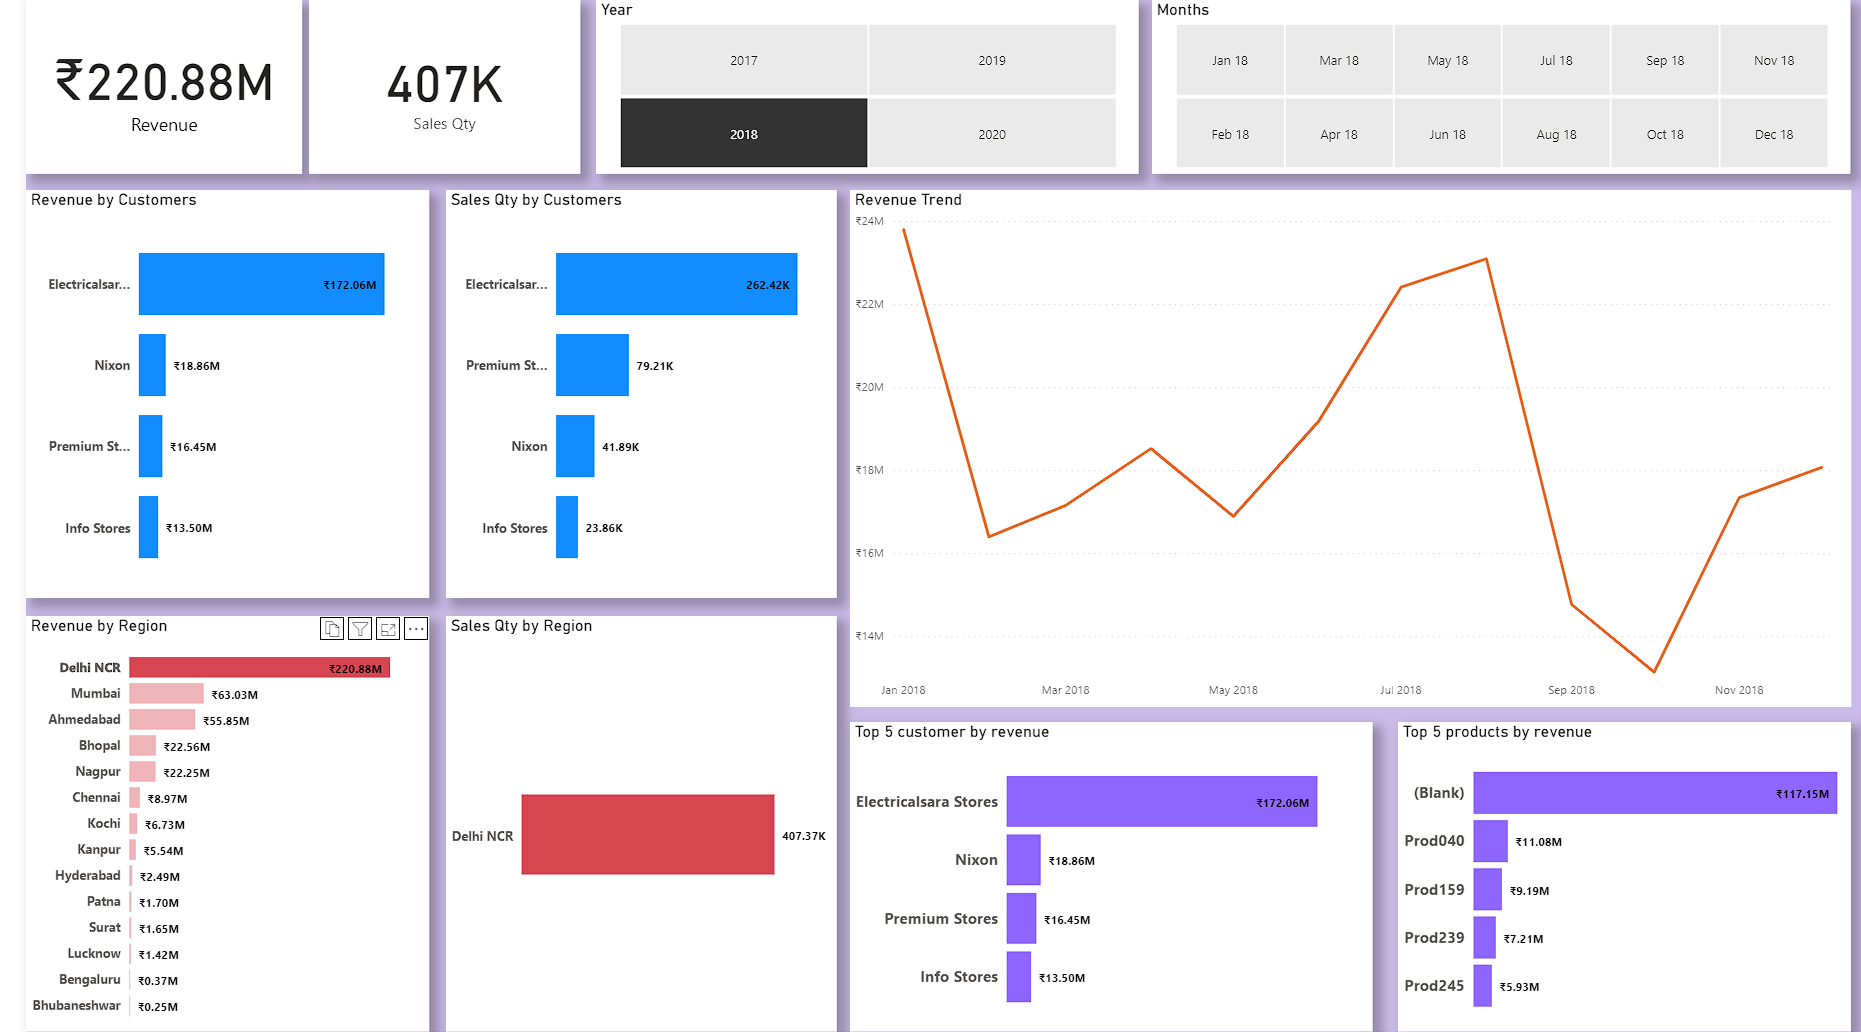 ₹220.88M
Revenue
407K
Sales Qty
Year
2017
2019
2018
2020
Months
Jan 18
Mar 18
May 18
Jul 18
Sep 18
Nov 18
Feb 18
Apr 18
Jun 18
Aug 18
Oct 18
Dec 18
Revenue by Customers
Electricalsar... ₹172.06M
Nixon ₹18.86M
Premium St... ₹16.45M
Info Stores ₹13.50M
Sales Qty by Customers
Electricalsar... 262.42K
Premium St... 79.21K
Nixon 41.89K
Info Stores 23.86K
Revenue Trend
₹24M
₹22M
₹20M
₹18M
₹16M
₹14M
Jan 2018
Mar 2018
May 2018
Jul 2018
Sep 2018
Nov 2018
Revenue by Region
Delhi NCR ₹220.88M
Mumbai ₹63.03M
Ahmedabad ₹55.85M
Bhopal ₹22.56M
Nagpur ₹22.25M
Chennai ₹8.97M
Kochi ₹6.73M
Kanpur ₹5.54M
Hyderabad ₹2.49M
Patna ₹1.70M
Surat ₹1.65M
Lucknow ₹1.42M
Bengaluru ₹0.37M
Bhubaneshwar ₹0.25M
Sales Qty by Region
Delhi NCR 407.37K
Top 5 customer by revenue
Electricalsara Stores ₹172.06M
Nixon ₹18.86M
Premium Stores ₹16.45M
Info Stores ₹13.50M
Top 5 products by revenue
(Blank) ₹117.15M
Prod040 ₹11.08M
Prod159 ₹9.19M
Prod239 ₹7.21M
Prod245 ₹5.93M